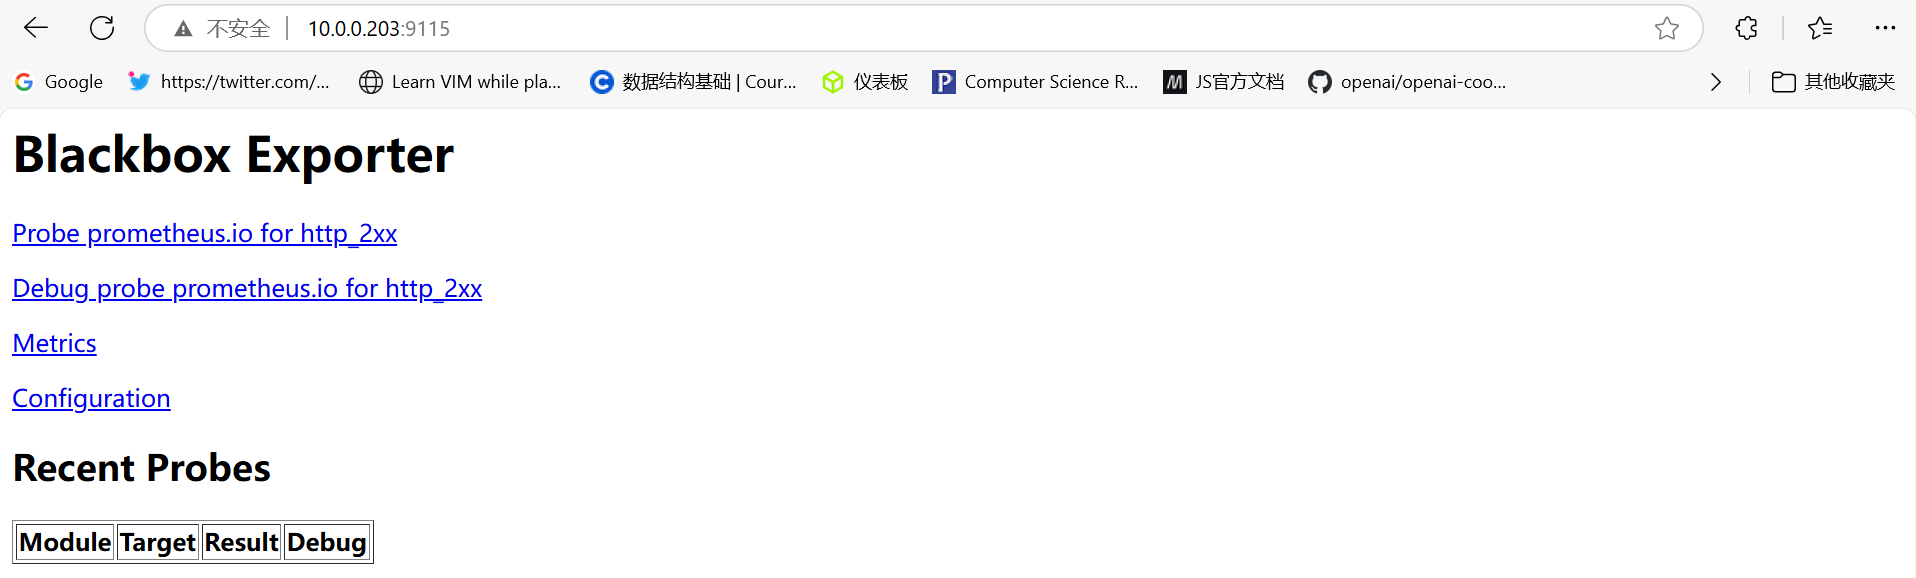 不安全 10.0.0.203:9115
Google https://twitter.com/... Learn VIM while pla... 数据结构基础 | Cour... 仪表板 Computer Science R... JS官方文档 openai/openai-coo... 其他收藏夹
Blackbox Exporter
Probe prometheus.io for http_2xx
Debug probe prometheus.io for http_2xx
Metrics
Configuration
Recent Probes
Module Target Result Debug